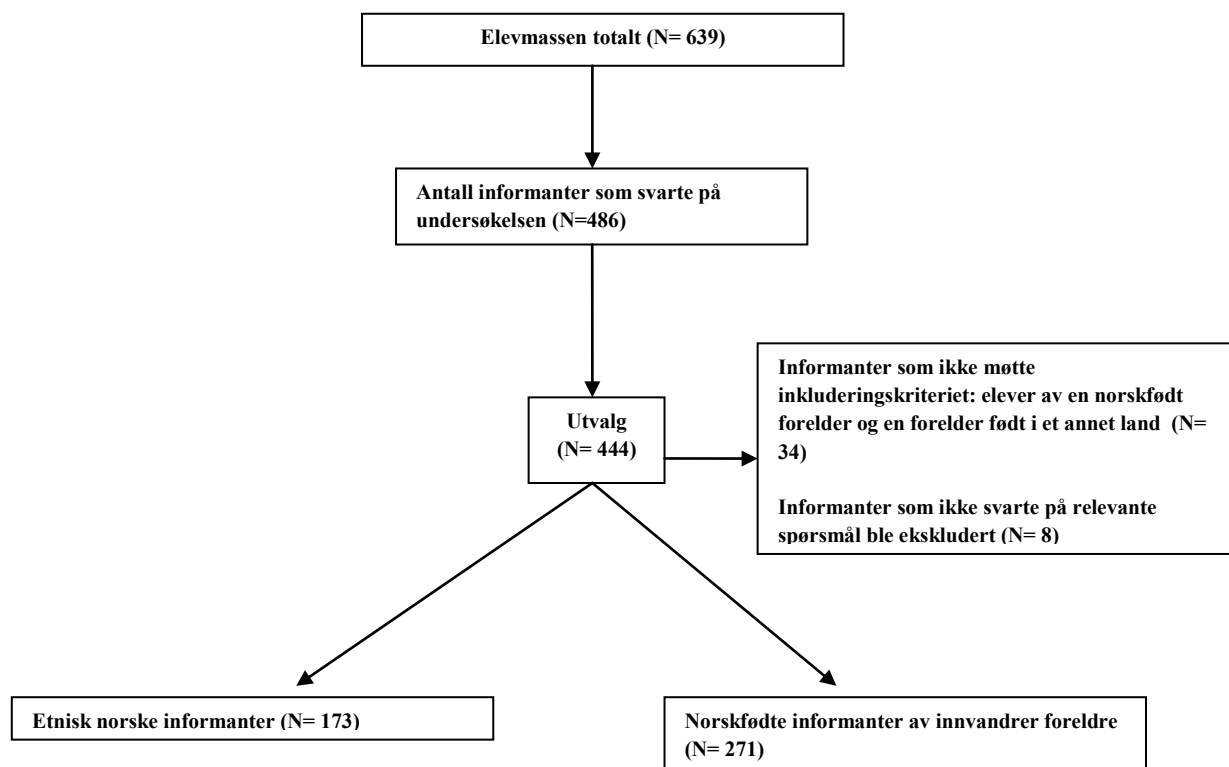 Elevmassen totalt (N= 639)
Antall informanter som svarte på
undersøkelsen (N=486)
Informanter som ikke møtte
inkluderingskriteriet: elever av en norskfødt
forelder og en forelder født i et annet land  (N=
34)
Informanter som ikke svarte på relevante
spørsmål ble ekskludert (N= 8)
Utvalg
(N= 444)
Etnisk norske informanter (N= 173)
Norskfødte informanter av innvandrer foreldre
(N= 271)